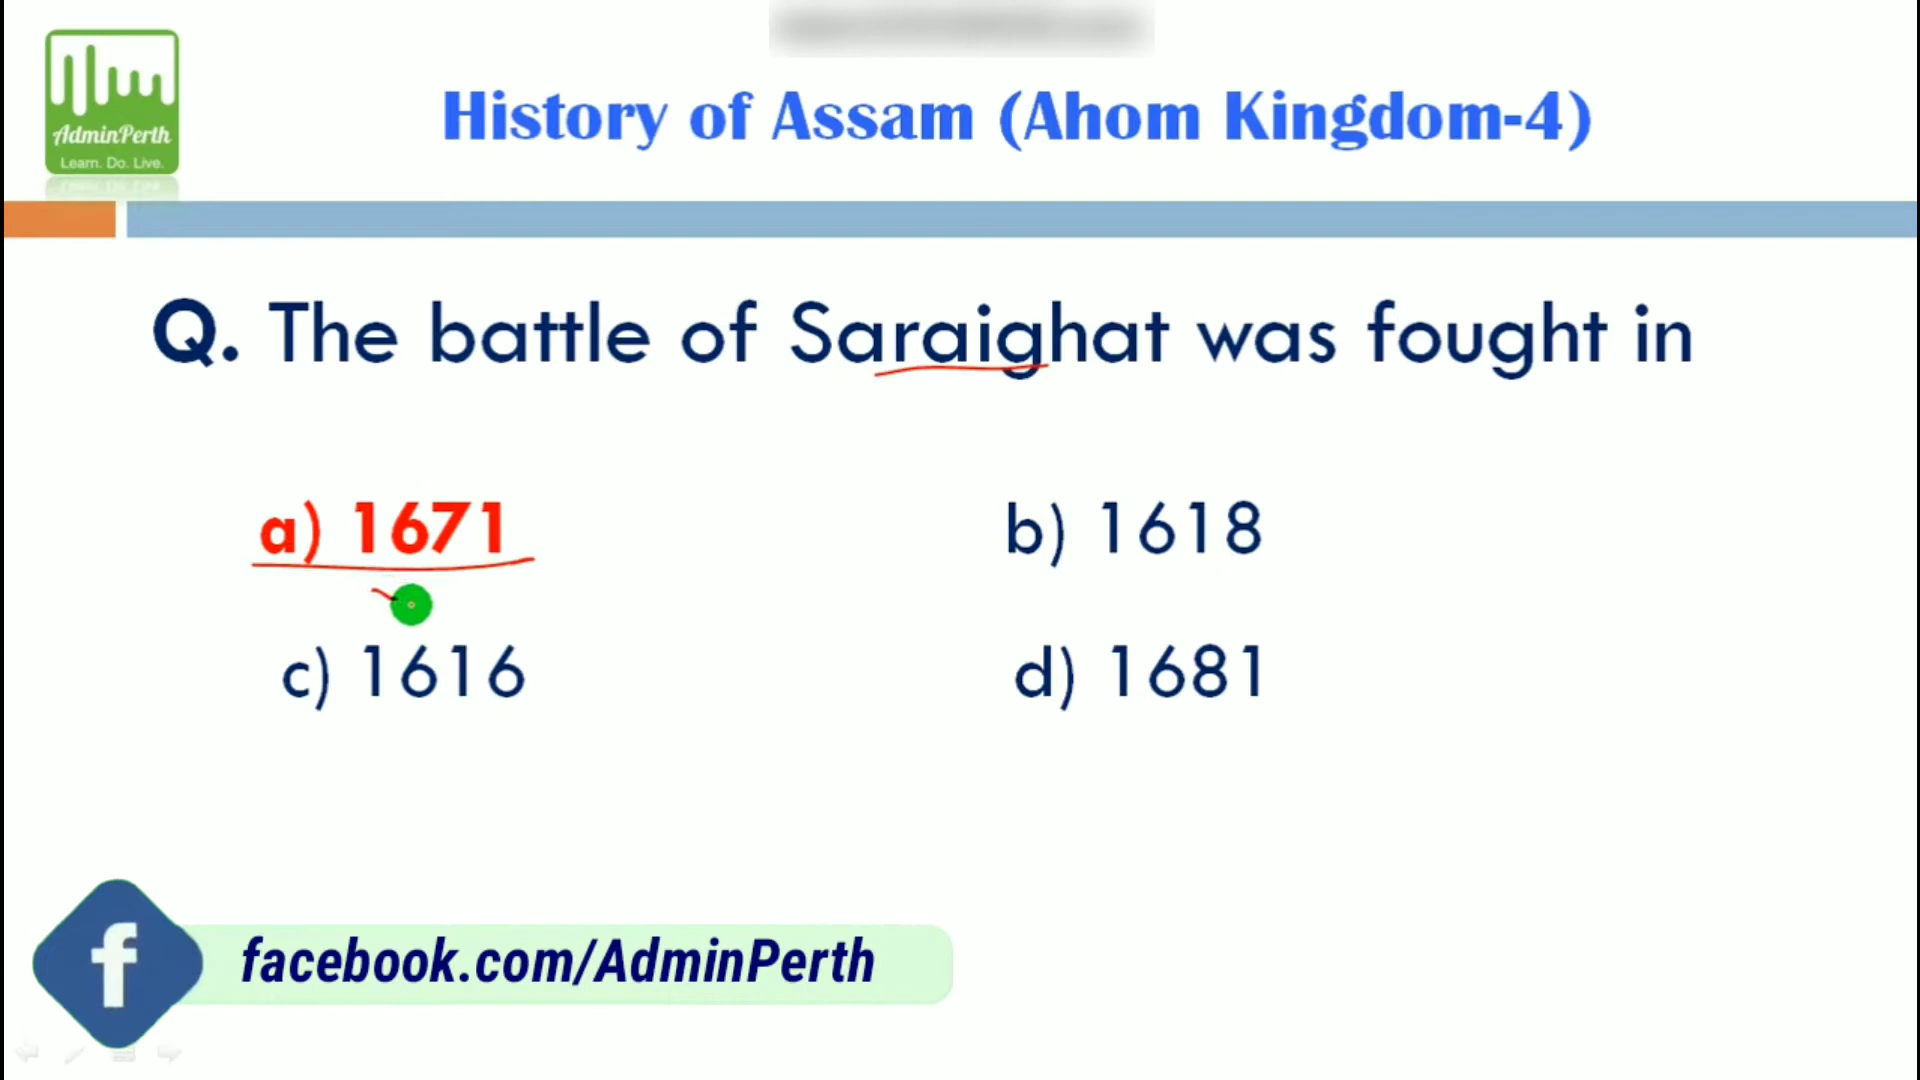 AdminPerth
Learn. Do. Live.
History of Assam (Ahom Kingdom-4)
Q. The battle of Saraighat was fought in
a) 1671
b) 1618
c) 1616
d) 1681
f
facebook.com/AdminPerth